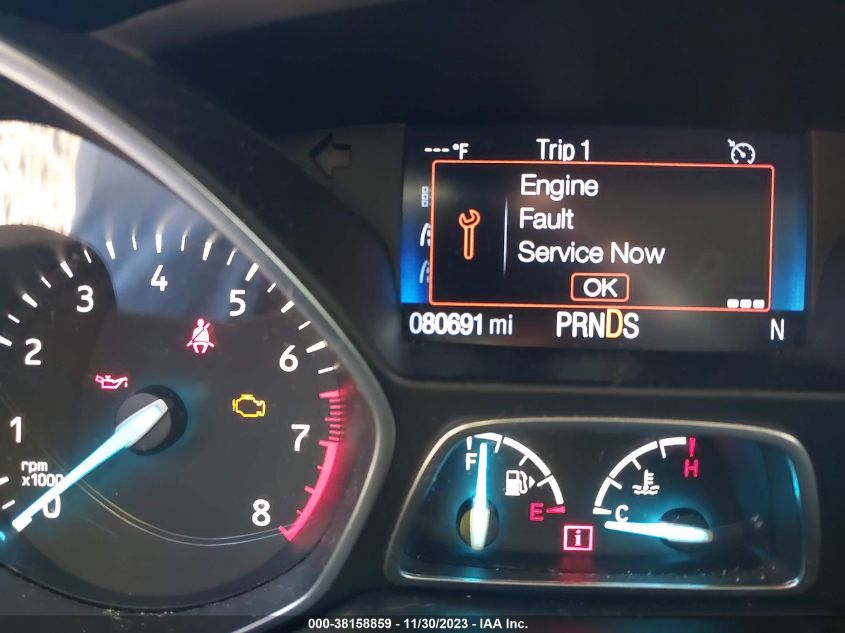 ---°F Trip 1
Engine
Fault
Service Now
OK
080691 mi PRNDS N
0 1 2 3 4 5 6 7 8
rpm
x1000
F E
C H
i
000-38158859 - 11/30/2023 - IAA Inc.